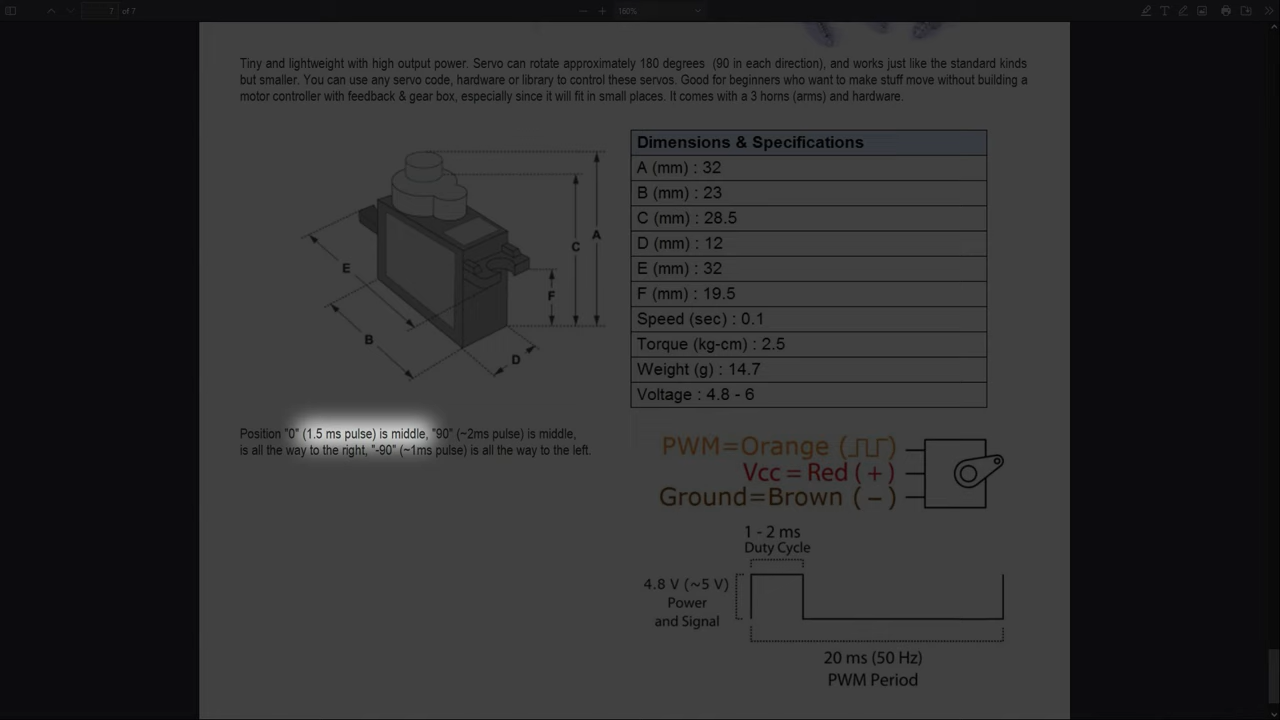 7 of 7
160%
Tiny and lightweight with high output power. Servo can rotate approximately 180 degrees (90 in each direction), and works just like the standard kinds
but smaller. You can use any servo code, hardware or library to control these servos. Good for beginners who want to make stuff move without building a
motor controller with feedback & gear box, especially since it will fit in small places. It comes with a 3 horns (arms) and hardware.
A
C
E
F
B
D
Dimensions & Specifications
A (mm) : 32
B (mm) : 23
C (mm) : 28.5
D (mm) : 12
E (mm) : 32
F (mm) : 19.5
Speed (sec) : 0.1
Torque (kg-cm) : 2.5
Weight (g) : 14.7
Voltage : 4.8 - 6
Position "0" (1.5 ms pulse) is middle, "90" (~2ms pulse) is middle,
is all the way to the right, "-90" (~1ms pulse) is all the way to the left.
PWM=Orange (⎍⎍)
Vcc = Red ( + )
Ground=Brown ( − )
1 - 2 ms
Duty Cycle
4.8 V (~5 V)
Power
and Signal
20 ms (50 Hz)
PWM Period